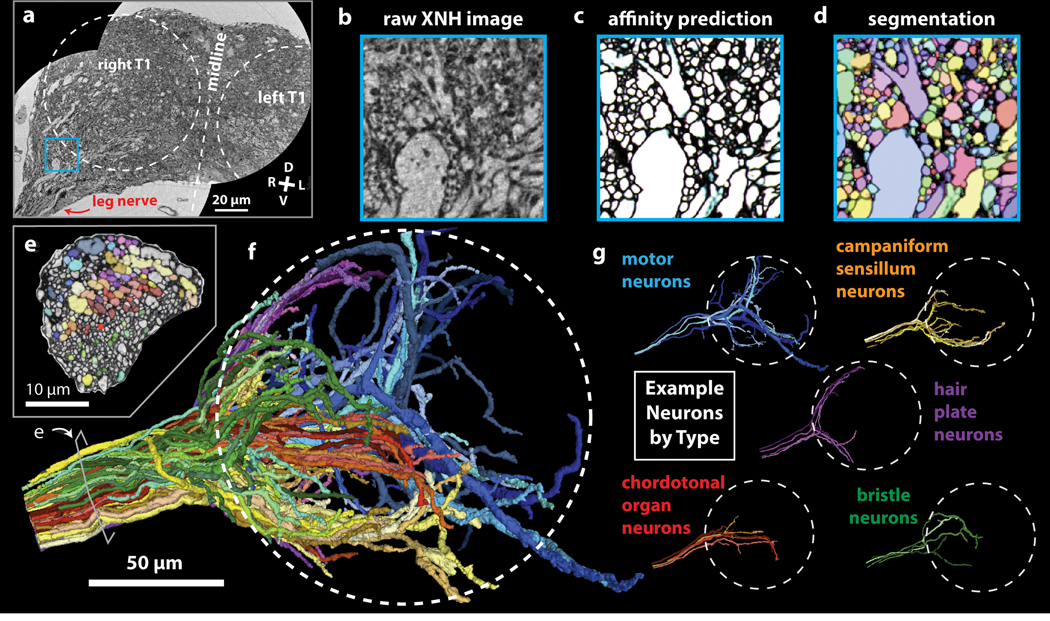 a
right T1
midline
left T1
D
R L
V
20 μm
leg nerve
b
raw XNH image
c
affinity prediction
d
segmentation
e
10 μm
e
f
50 μm
g
motor
neurons
campaniform
sensillum
neurons
Example
Neurons
by Type
hair
plate
neurons
chordotonal
organ
neurons
bristle
neurons